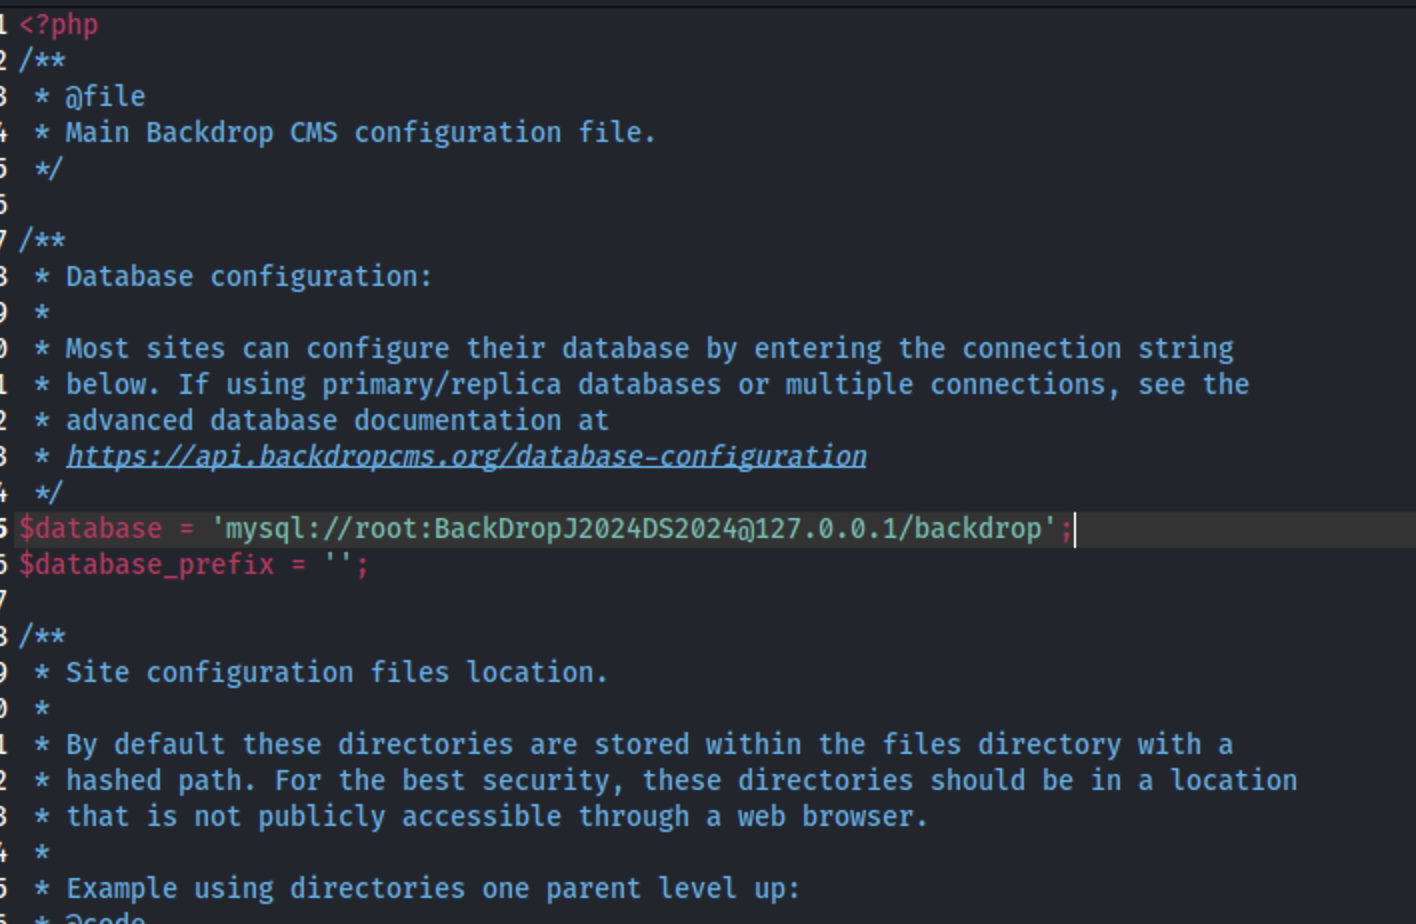 1 <?php
2 /**
3  * @file
4  * Main Backdrop CMS configuration file.
5  */
6
7 /**
8  * Database configuration:
9  *
0  * Most sites can configure their database by entering the connection string
1  * below. If using primary/replica databases or multiple connections, see the
2  * advanced database documentation at
3  * https://api.backdropcms.org/database-configuration
4  */
5 $database = 'mysql://root:BackDropJ2024DS2024@127.0.0.1/backdrop';
6 $database_prefix = '';
7
8 /**
9  * Site configuration files location.
0  *
1  * By default these directories are stored within the files directory with a
2  * hashed path. For the best security, these directories should be in a location
3  * that is not publicly accessible through a web browser.
4  *
5  * Example using directories one parent level up:
6  * @code